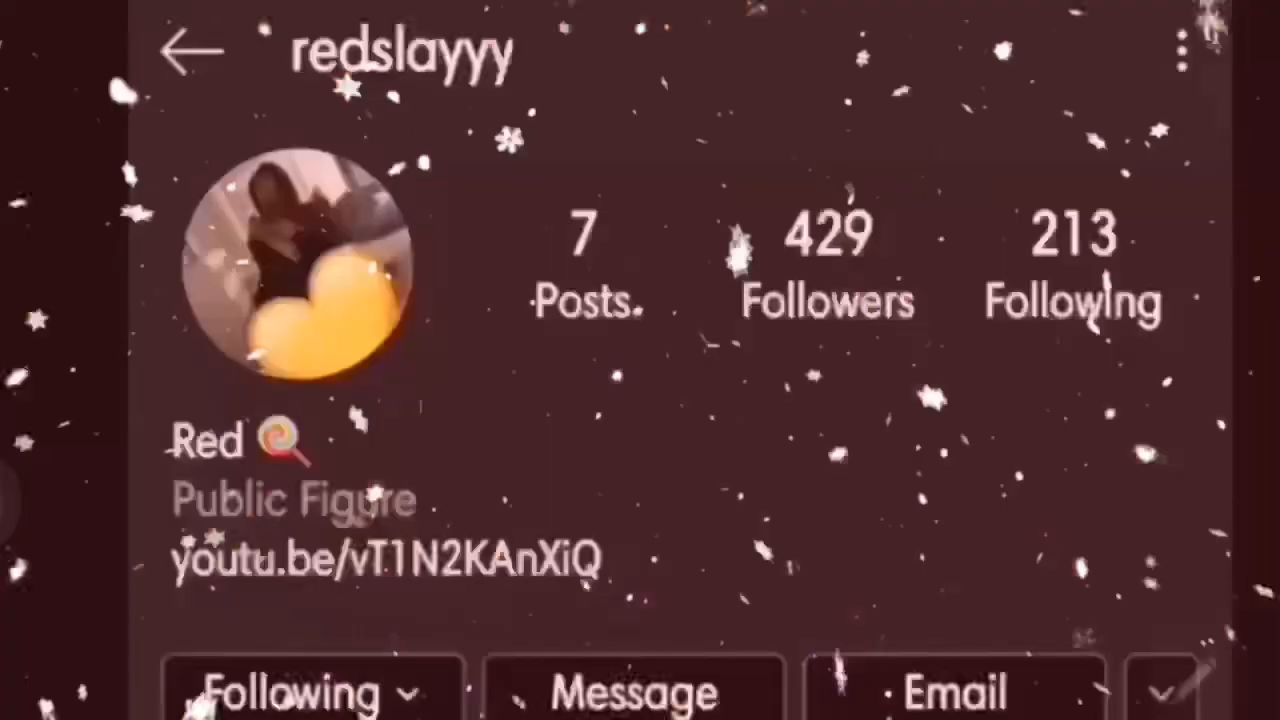 redslayyy
7 429 213
Posts Followers Following
Red
Public Figure
youtu.be/vT1N2KAnXiQ
Following Message Email